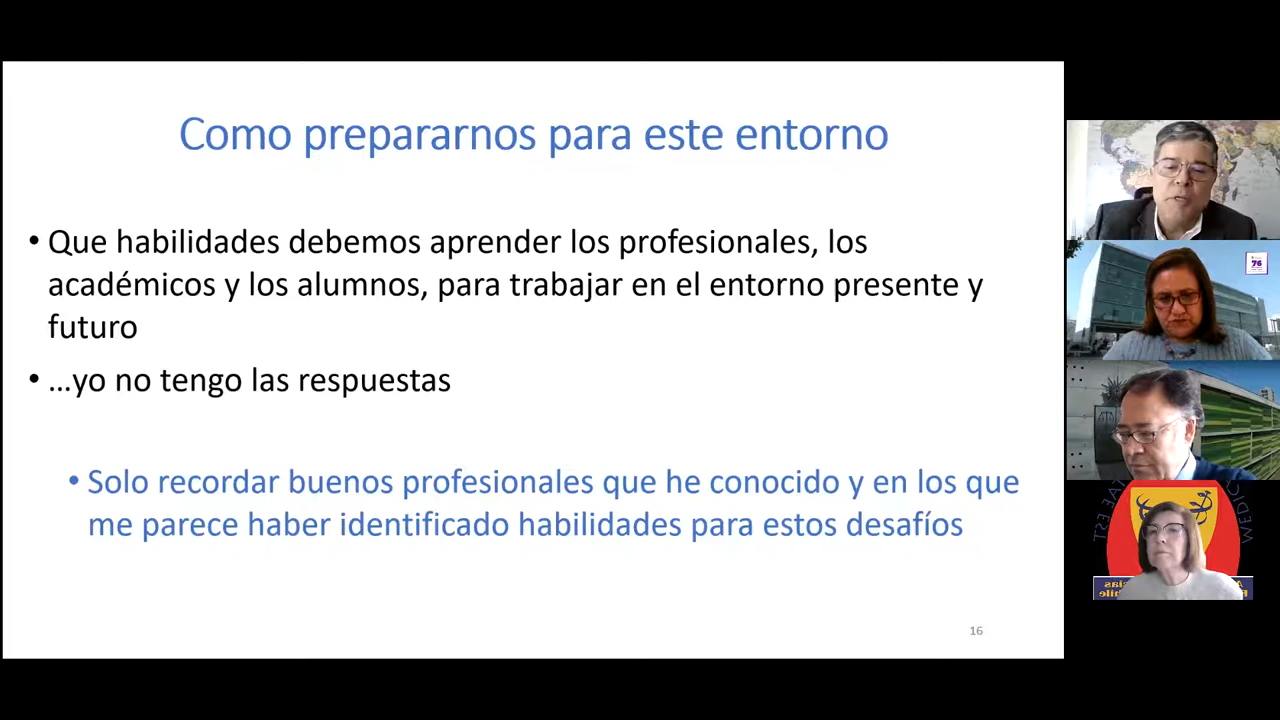 Como prepararnos para este entorno
• Que habilidades debemos aprender los profesionales, los
académicos y los alumnos, para trabajar en el entorno presente y
futuro
• …yo no tengo las respuestas
• Solo recordar buenos profesionales que he conocido y en los que
me parece haber identificado habilidades para estos desafíos
16
76